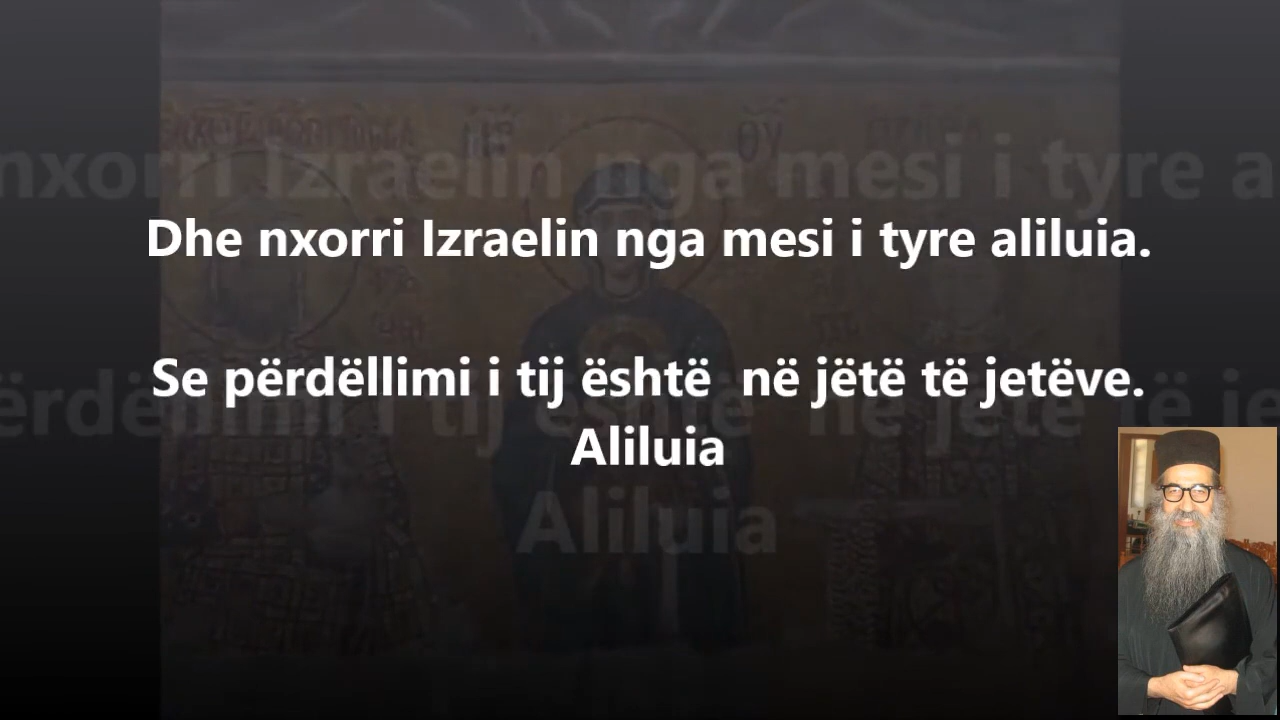 Dhe nxorri Izraelin nga mesi i tyre aliluia.
Se përdëllimi i tij është në jëtë të jetëve.
Aliluia